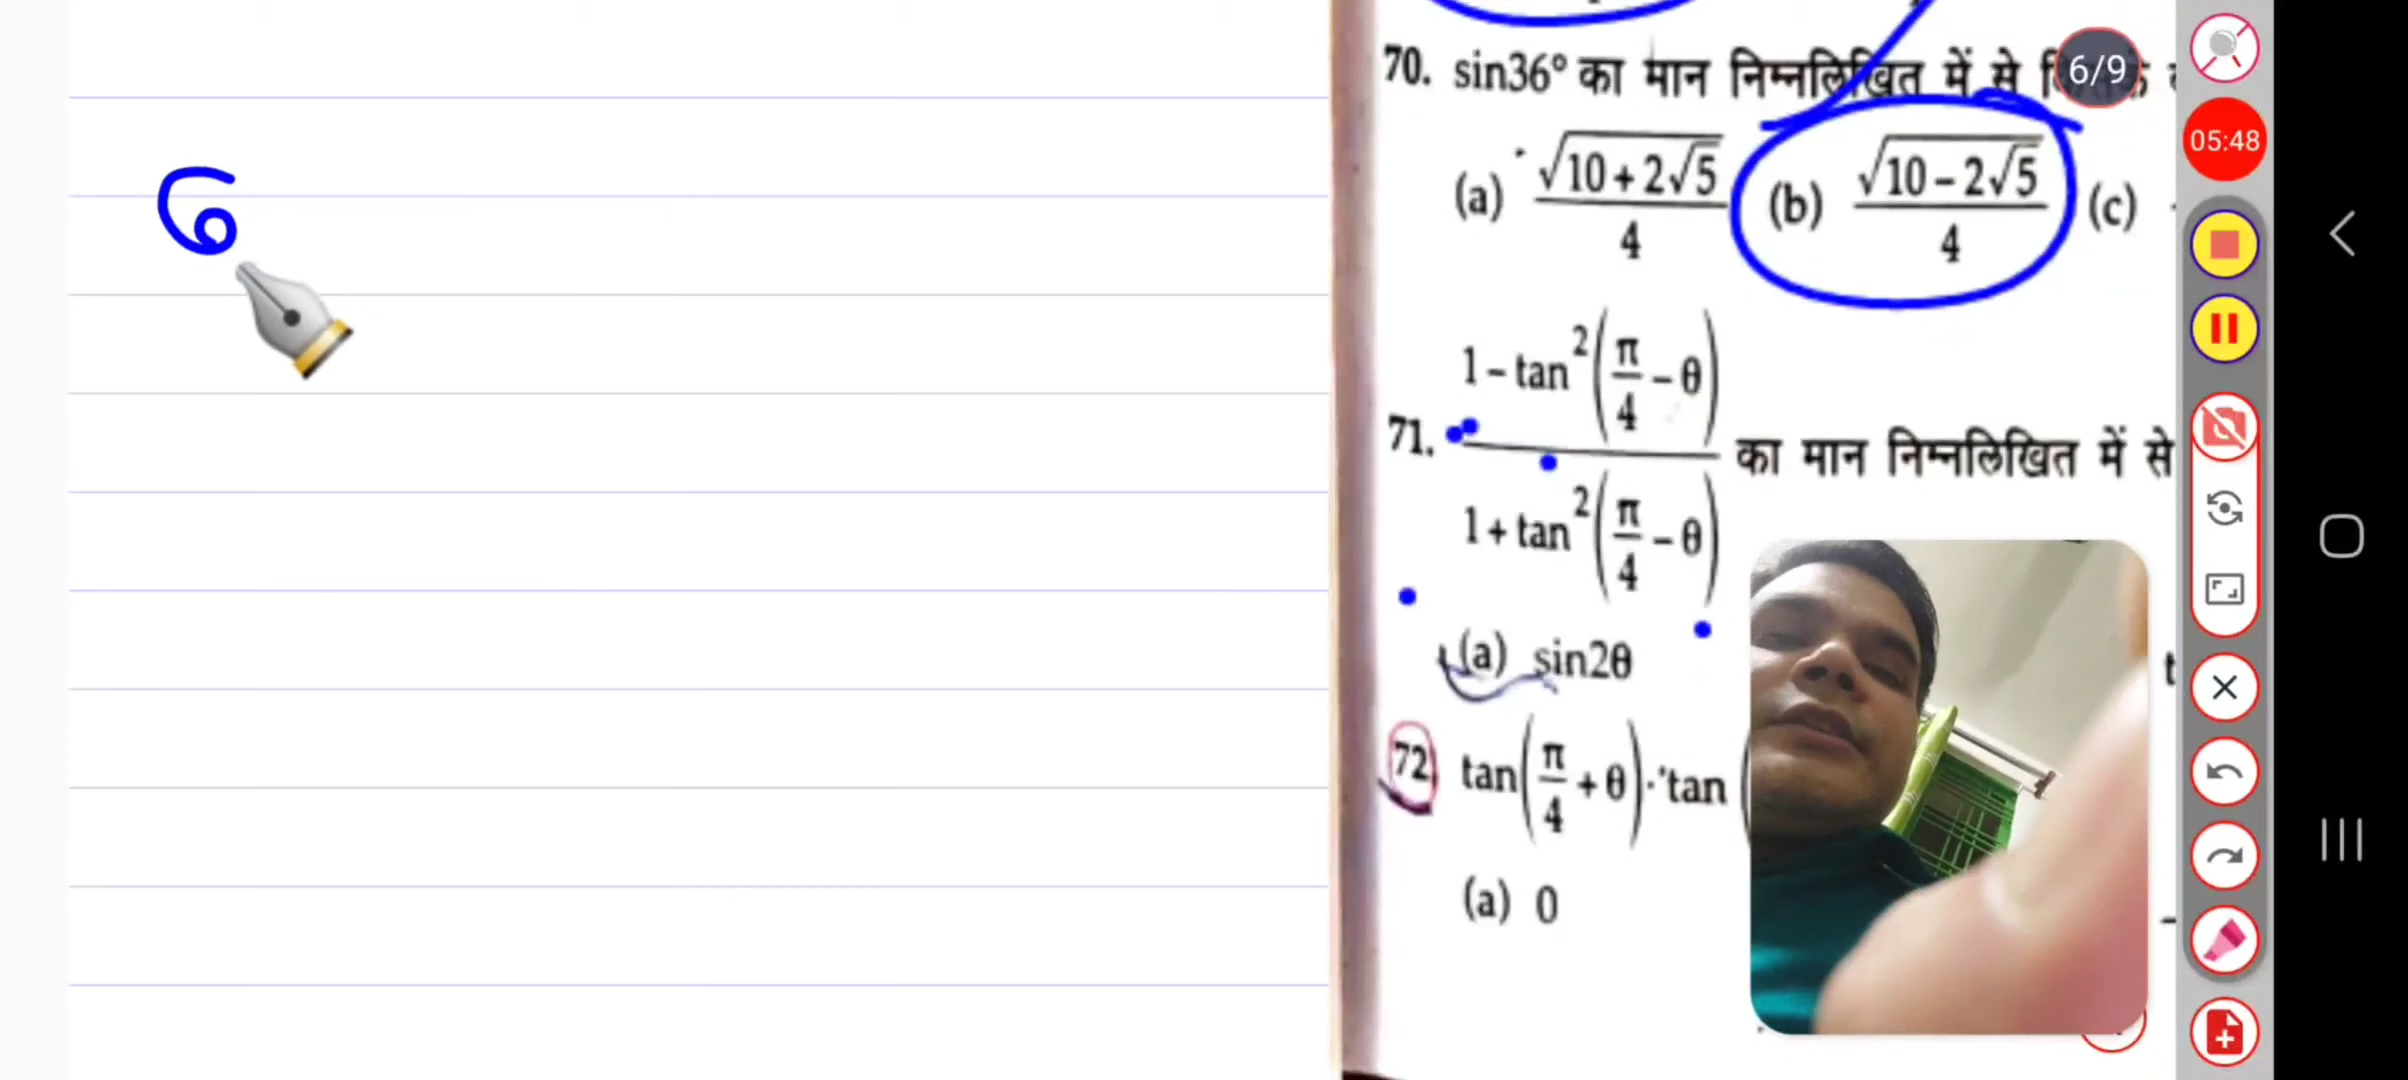 6
70. sin36° का मान निम्नलिखित में से
(a) √(10+2√5)/4 (b) √(10-2√5)/4 (c)
6/9
05:48
71. (1-tan²(π/4-θ))/(1+tan²(π/4-θ)) का मान निम्नलिखित में से
(a) sin2θ
72 tan(π/4+θ).tan(
(a) 0